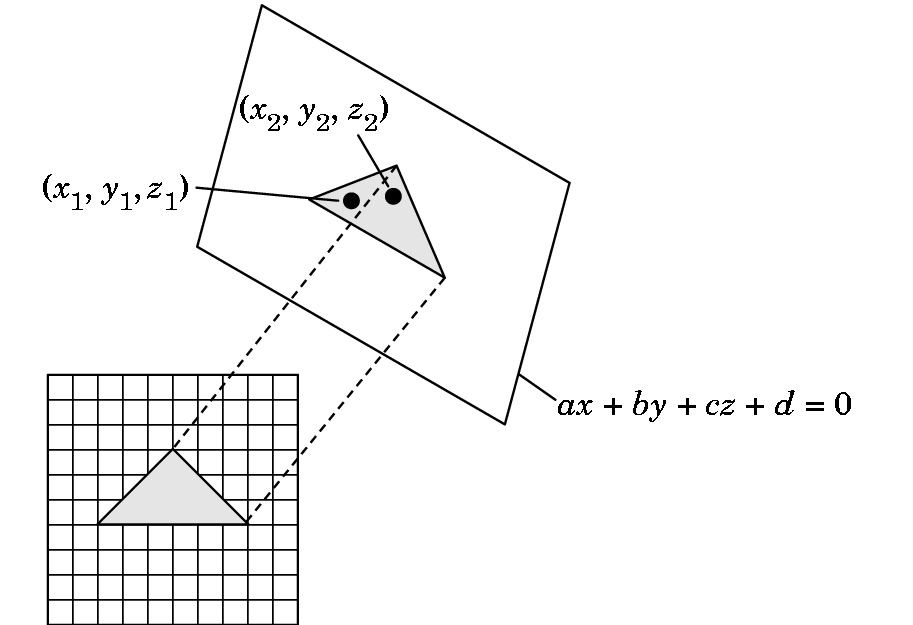 (x₂, y₂, z₂)
(x₁, y₁, z₁)
ax + by + cz + d = 0